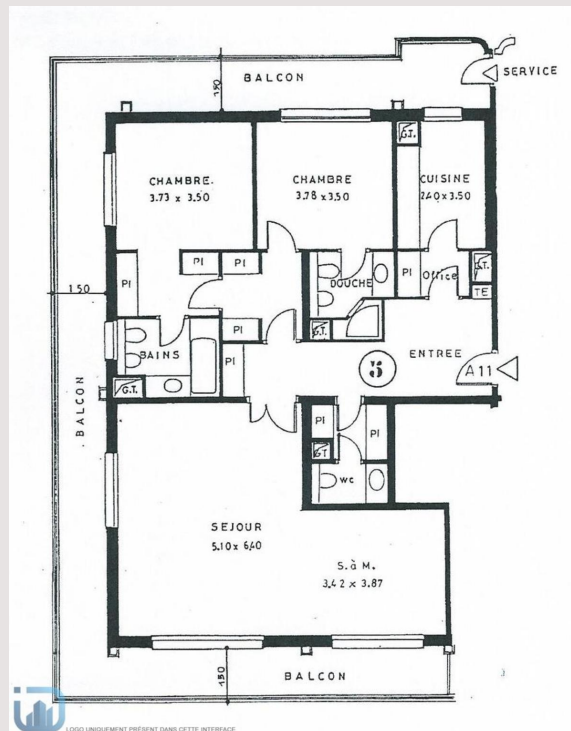 BALCON
150
SERVICE
G.T.
CHAMBRE.
3.73 x 3.50
CHAMBRE
3.78 x 3.50
CUISINE
2.40 x 3.50
PI
PI
PI
DOUCHE
PI
Office
G.T.
TE
150
BAINS
PI
PI
G.T.
G.T.
5
ENTREE
A 11
BALCON
PI
PI
GT
WC
SEJOUR
5.10 x 6.40
S. à M.
3.42 x 3.87
150
BALCON
LOGO UNIQUEMENT PRÉSENT DANS CETTE INTERFACE